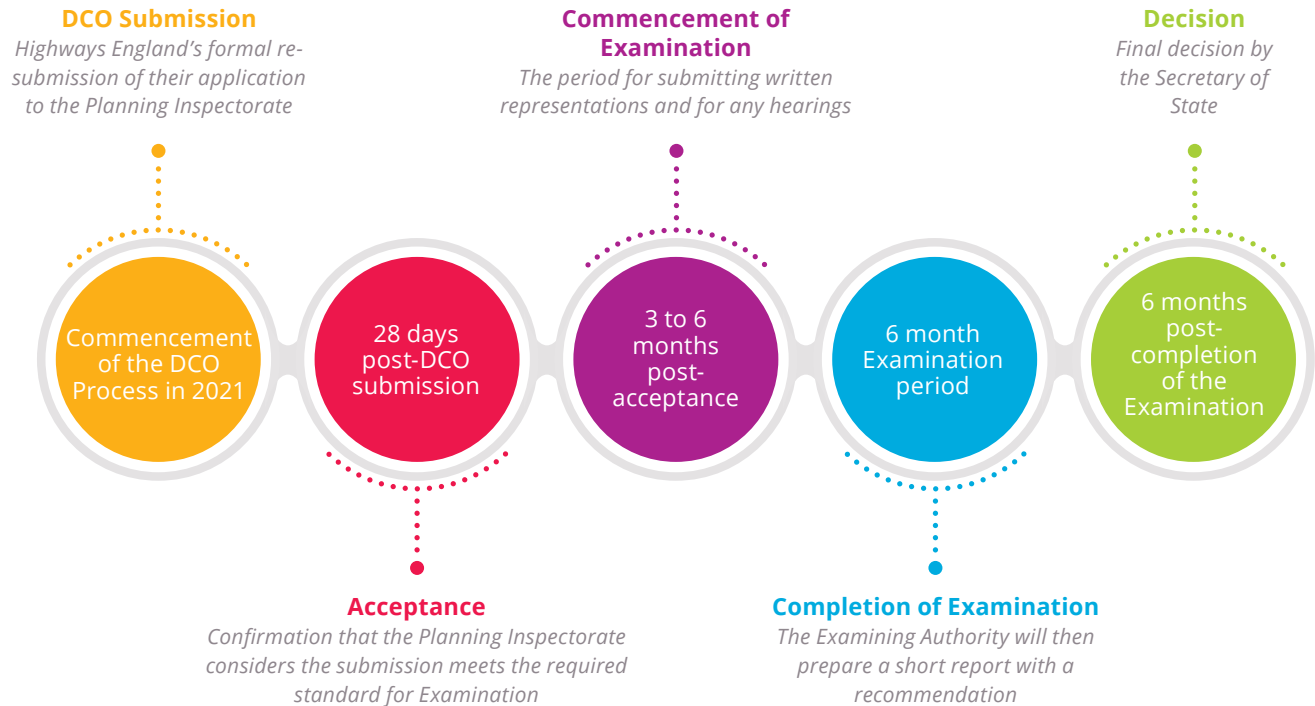 DCO Submission
Highways England’s formal re-
submission of their application
to the Planning Inspectorate
Commencement of
Examination
The period for submitting written
representations and for any hearings
Decision
Final decision by
the Secretary of
State
Commencement
of the DCO
Process in 2021
28 days
post-DCO
submission
3 to 6
months
post-
acceptance
6 month
Examination
period
6 months
post-
completion
of the
Examination
Acceptance
Confirmation that the Planning Inspectorate
considers the submission meets the required
standard for Examination
Completion of Examination
The Examining Authority will then
prepare a short report with a
recommendation